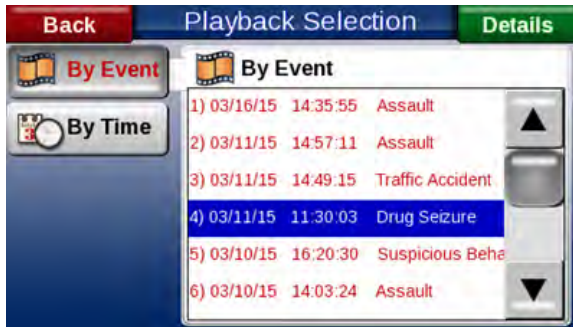 Back Playback Selection Details
By Event By Event
By Time
1) 03/16/15 14:35:55 Assault
2) 03/11/15 14:57:11 Assault
3) 03/11/15 14:49:15 Traffic Accident
4) 03/11/15 11:30:03 Drug Seizure
5) 03/10/15 16:20:30 Suspicious Beha
6) 03/10/15 14:03:24 Assault